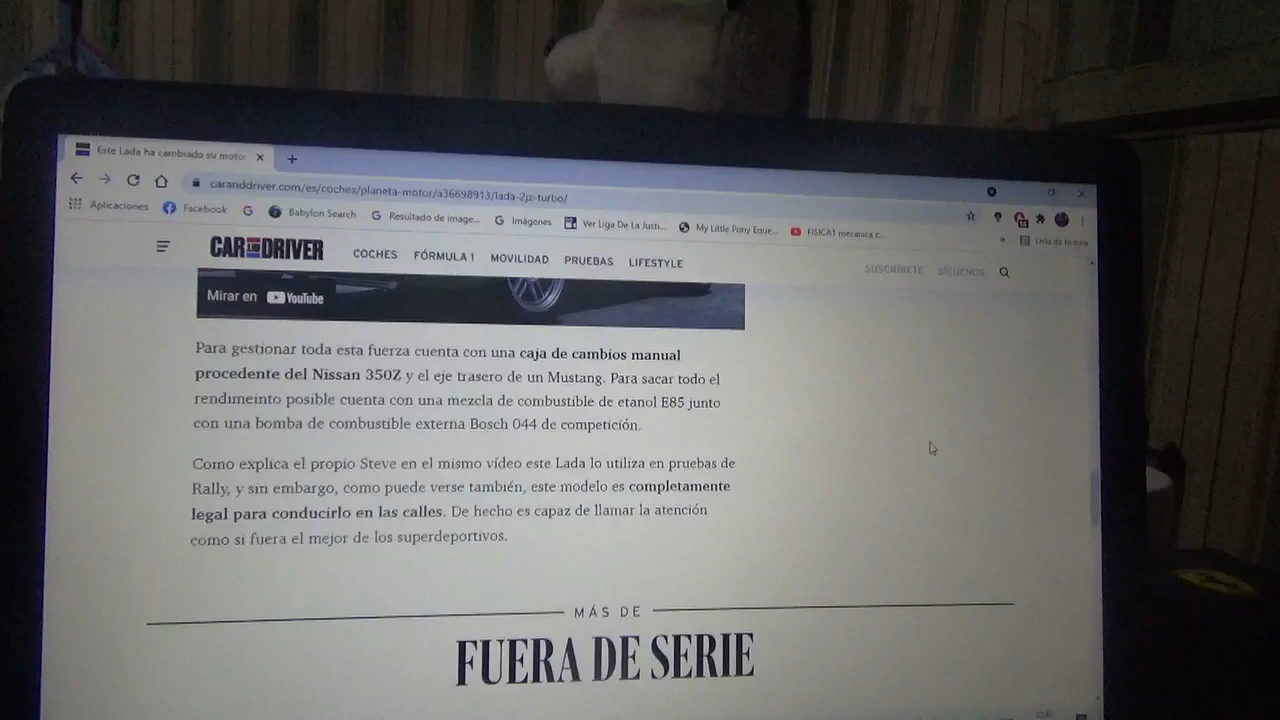 Este Lada ha cambiado su moto
caranddriver.com/es/coches/planeta-motor/a36698913/lada-2jz-turbo/
Aplicaciones Facebook Babylon Search Resultado de image... Imágenes Ver Liga De La Justi... My Little Pony Eque... FISICA1 mecanica c...
» Lista de lectura
CAR AND DRIVER COCHES FÓRMULA 1 MOVILIDAD PRUEBAS LIFESTYLE SUSCRÍBETE SÍGUENOS
Mirar en YouTube
Para gestionar toda esta fuerza cuenta con una caja de cambios manual
procedente del Nissan 350Z y el eje trasero de un Mustang. Para sacar todo el
rendimeinto posible cuenta con una mezcla de combustible de etanol E85 junto
con una bomba de combustible externa Bosch 044 de competición.
Como explica el propio Steve en el mismo vídeo este Lada lo utiliza en pruebas de
Rally, y sin embargo, como puede verse también, este modelo es completamente
legal para conducirlo en las calles. De hecho es capaz de llamar la atención
como si fuera el mejor de los superdeportivos.
MÁS DE
FUERA DE SERIE